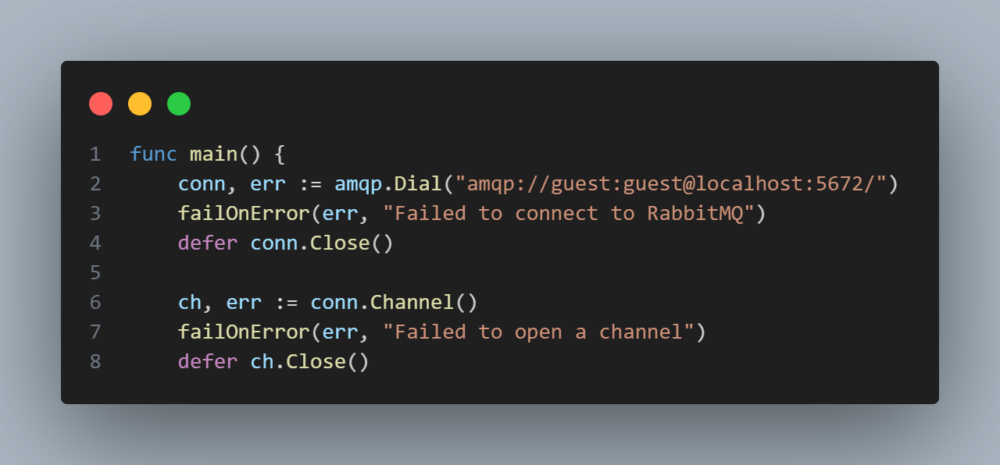 1 func main() {
2     conn, err := amqp.Dial("amqp://guest:guest@localhost:5672/")
3     failOnError(err, "Failed to connect to RabbitMQ")
4     defer conn.Close()
5
6     ch, err := conn.Channel()
7     failOnError(err, "Failed to open a channel")
8     defer ch.Close()